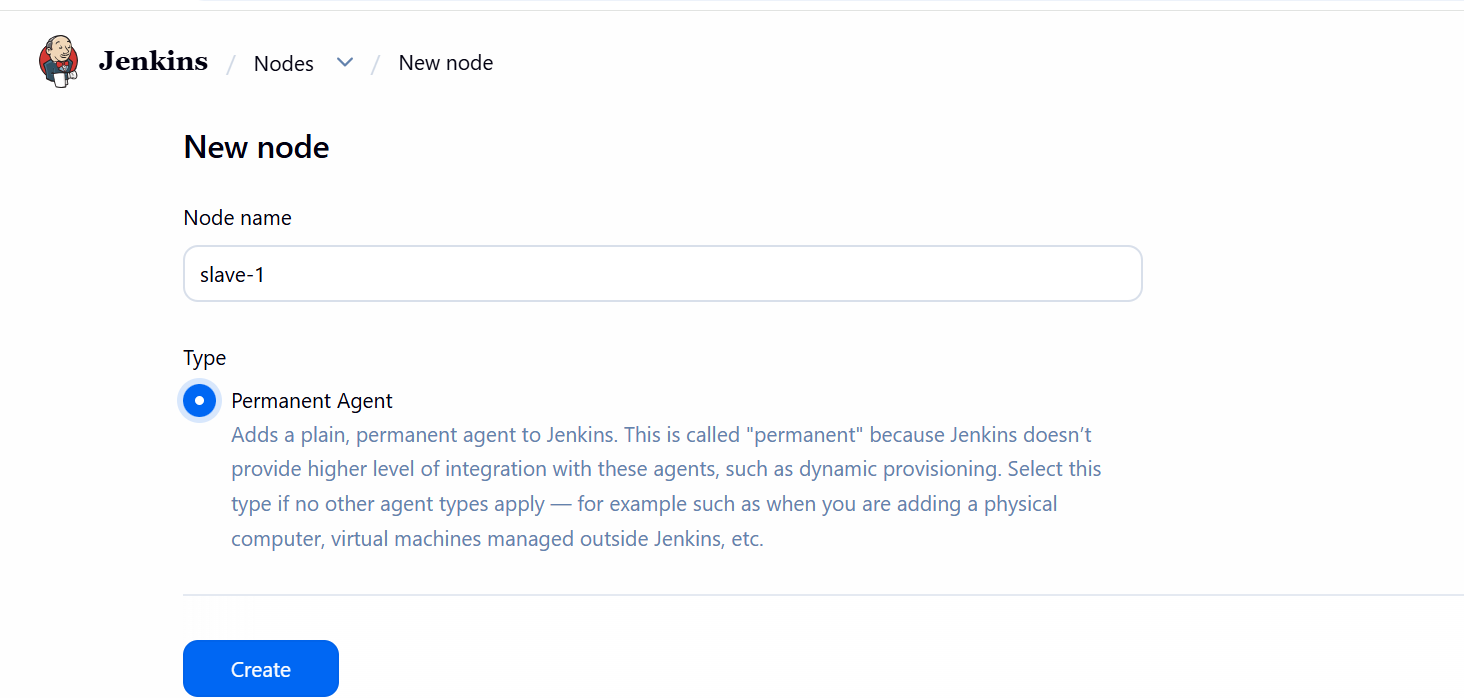 Jenkins / Nodes / New node
New node
Node name
slave-1
Type
Permanent Agent
Adds a plain, permanent agent to Jenkins. This is called "permanent" because Jenkins doesn’t
provide higher level of integration with these agents, such as dynamic provisioning. Select this
type if no other agent types apply — for example such as when you are adding a physical
computer, virtual machines managed outside Jenkins, etc.
Create